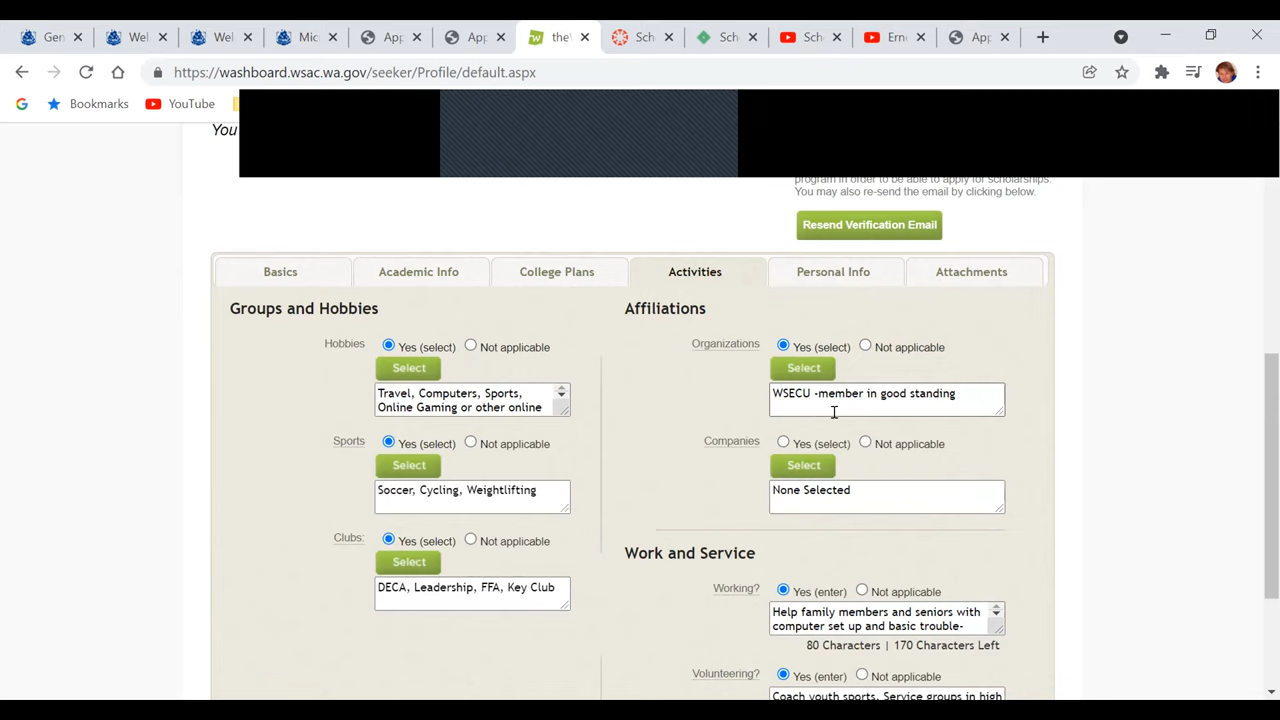 Gen
Wel
Wel
Mic
App
App
the
Sch
Sch
Sch
Erne
App
https://washboard.wsac.wa.gov/seeker/Profile/default.aspx
Bookmarks
YouTube
You
program in order to be able to apply for scholarships.
You may also re-send the email by clicking below.
Resend Verification Email
Basics
Academic Info
College Plans
Activities
Personal Info
Attachments
Groups and Hobbies
Hobbies
Yes (select)
Not applicable
Select
Travel, Computers, Sports,
Online Gaming or other online
Sports
Yes (select)
Not applicable
Select
Soccer, Cycling, Weightlifting
Clubs:
Yes (select)
Not applicable
Select
DECA, Leadership, FFA, Key Club
Affiliations
Organizations
Yes (select)
Not applicable
Select
WSECU -member in good standing
Companies
Yes (select)
Not applicable
Select
None Selected
Work and Service
Working?
Yes (enter)
Not applicable
Help family members and seniors with
computer set up and basic trouble-
80 Characters | 170 Characters Left
Volunteering?
Yes (enter)
Not applicable
Coach youth sports, Service groups in high